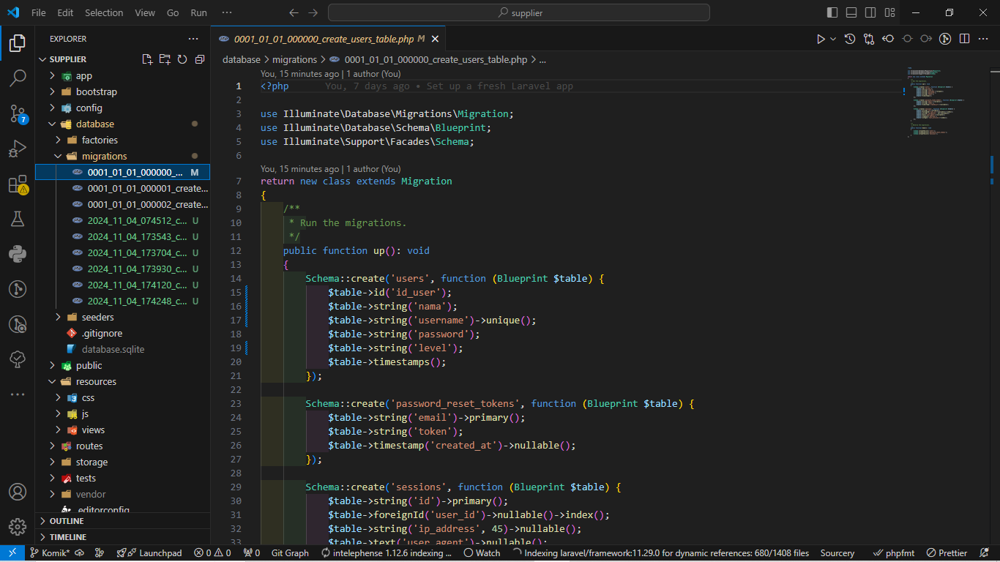 File Edit Selection View Go Run ··· supplier
EXPLORER ···
SUPPLIER
app
bootstrap
config
database
factories
migrations
0001_01_01_000000_... M
0001_01_01_000001_create...
0001_01_01_000002_create...
2024_11_04_074512_c... U
2024_11_04_173543_c... U
2024_11_04_173704_c... U
2024_11_04_173930_c... U
2024_11_04_174120_c... U
2024_11_04_174248_c... U
seeders
.gitignore
database.sqlite
public
resources
css
js
views
routes
storage
tests
vendor
.editorconfig
OUTLINE
TIMELINE
7
0001_01_01_000000_create_users_table.php M
database > migrations > 0001_01_01_000000_create_users_table.php > ...
You, 15 minutes ago | 1 author (You)
1 <?php You, 7 days ago • Set up a fresh Laravel app
2
3 use Illuminate\Database\Migrations\Migration;
4 use Illuminate\Database\Schema\Blueprint;
5 use Illuminate\Support\Facades\Schema;
6
You, 15 minutes ago | 1 author (You)
7 return new class extends Migration
8 {
9 /**
10 * Run the migrations.
11 */
12 public function up(): void
13 {
14 Schema::create('users', function (Blueprint $table) {
15 $table->id('id_user');
16 $table->string('nama');
17 $table->string('username')->unique();
18 $table->string('password');
19 $table->string('level');
20 $table->timestamps();
21 });
22
23 Schema::create('password_reset_tokens', function (Blueprint $table) {
24 $table->string('email')->primary();
25 $table->string('token');
26 $table->timestamp('created_at')->nullable();
27 });
28
29 Schema::create('sessions', function (Blueprint $table) {
30 $table->string('id')->primary();
31 $table->foreignId('user_id')->nullable()->index();
32 $table->string('ip_address', 45)->nullable();
33 $table->text('user_agent')->nullable();
Komik* Launchpad 0 0 0 Git Graph intelephense 1.12.6 indexing ... Watch Indexing laravel/framework:11.29.0 for dynamic references: 680/1408 files Sourcery phpfmt Prettier